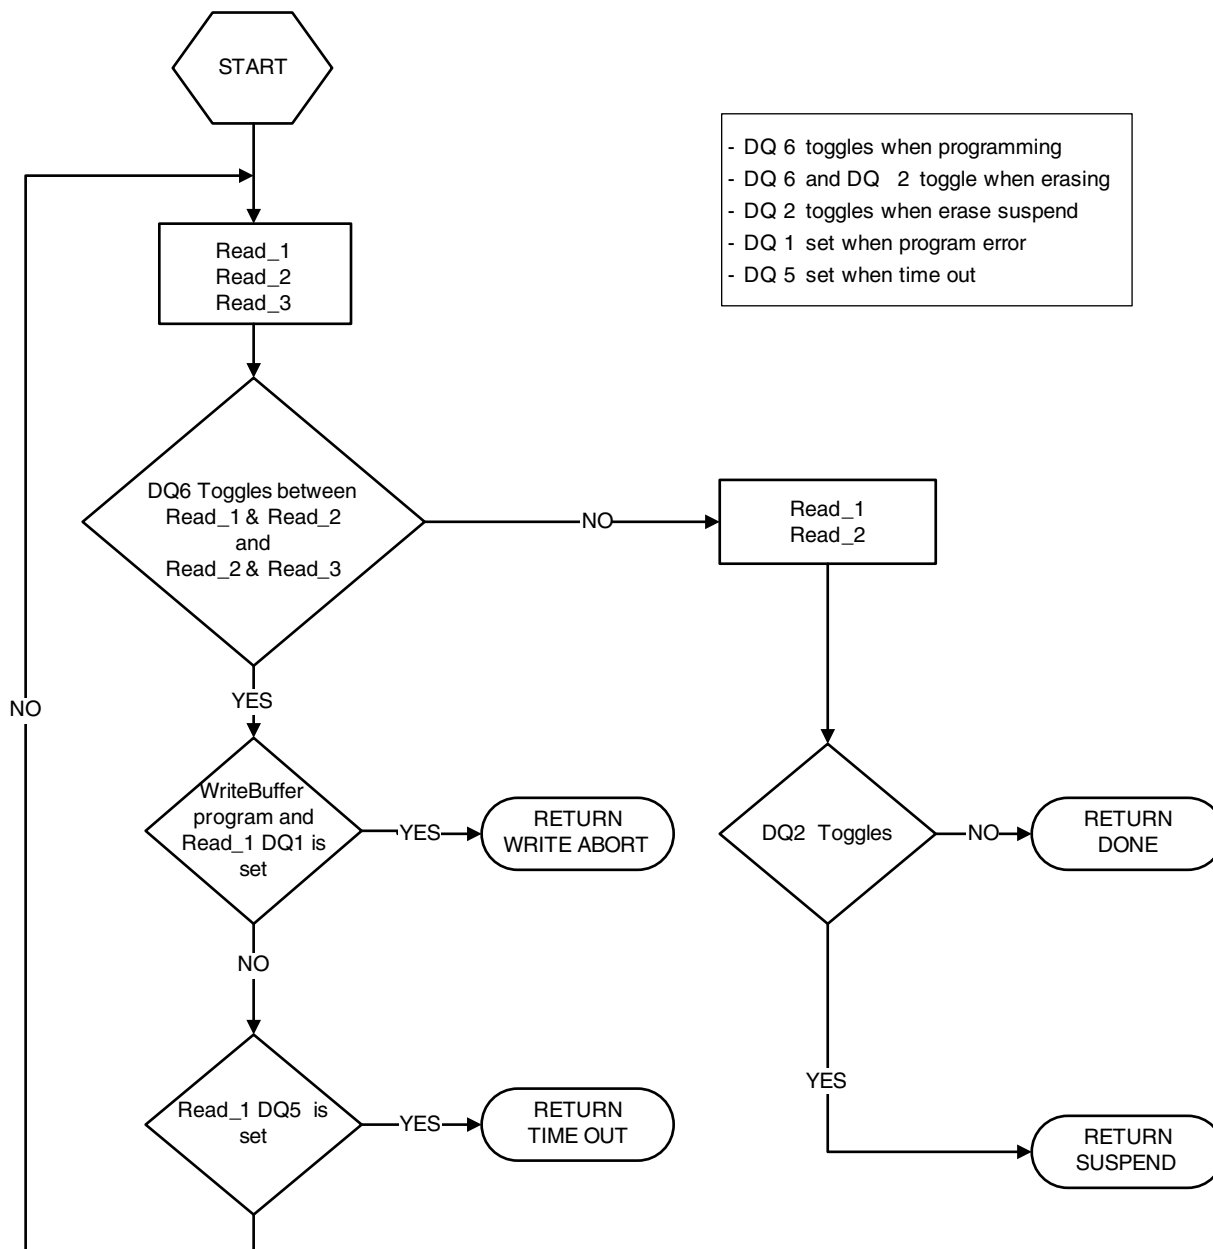 START
- DQ 6 toggles when programming
- DQ 6 and DQ 2 toggle when erasing
- DQ 2 toggles when erase suspend
- DQ 1 set when program error
- DQ 5 set when time out
Read_1
Read_2
Read_3
DQ6 Toggles between
Read_1 & Read_2
and
Read_2 & Read_3
NO
Read_1
Read_2
YES
NO
WriteBuffer
program and
Read_1 DQ1 is
set
YES
RETURN
WRITE ABORT
DQ2 Toggles
NO
RETURN
DONE
NO
YES
Read_1 DQ5 is
set
YES
RETURN
TIME OUT
RETURN
SUSPEND